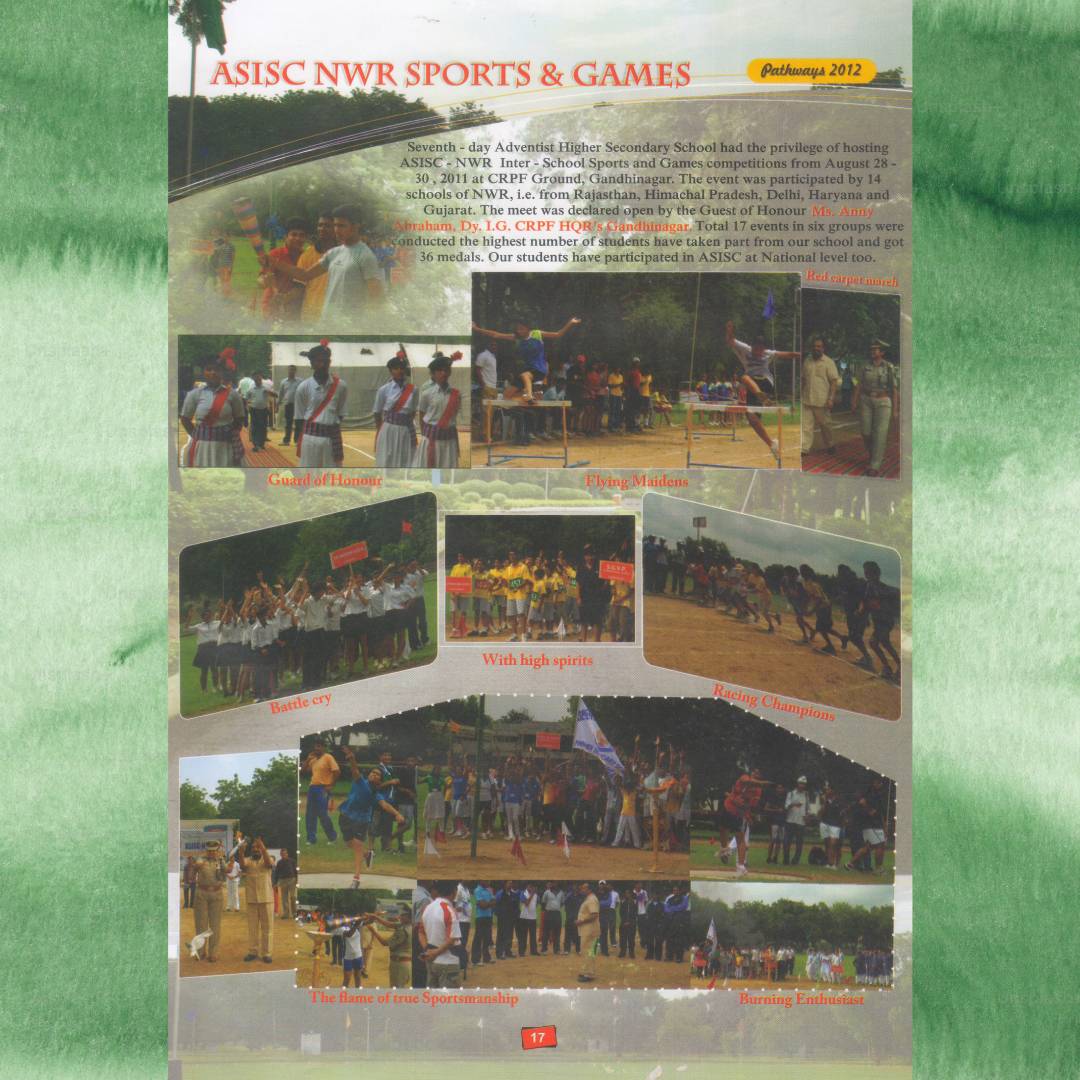 ASISC NWR SPORTS & GAMES
Pathways 2012
Seventh - day Adventist Higher Secondary School had the privilege of hosting
ASISC - NWR Inter - School Sports and Games competitions from August 28 -
30 , 2011 at CRPF Ground, Gandhinagar. The event was participated by 14
schools of NWR, i.e. from Rajasthan, Himachal Pradesh, Delhi, Haryana and
Gujarat. The meet was declared open by the Guest of Honour Ms. Anny
Abraham, Dy. I.G. CRPF HQR's Gandhinagar. Total 17 events in six groups were
conducted the highest number of students have taken part from our school and got
36 medals. Our students have participated in ASISC at National level too.
Red carpet march
Guard of Honour
Flying Maidens
S.G.V.P.
With high spirits
Battle cry
Racing Champions
The flame of true Sportsmanship
Burning Enthusiast
17